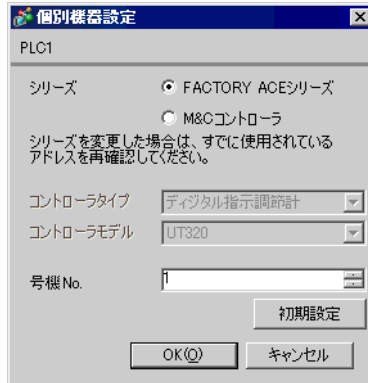 個別機器設定
PLC1
シリーズ
FACTORY ACEシリーズ
M&Cコントローラ
シリーズを変更した場合は、すでに使用されている
アドレスを再確認してください。
コントローラタイプ
ディジタル指示調節計
コントローラモデル
UT320
号機No.
1
初期設定
OK(O)
キャンセル